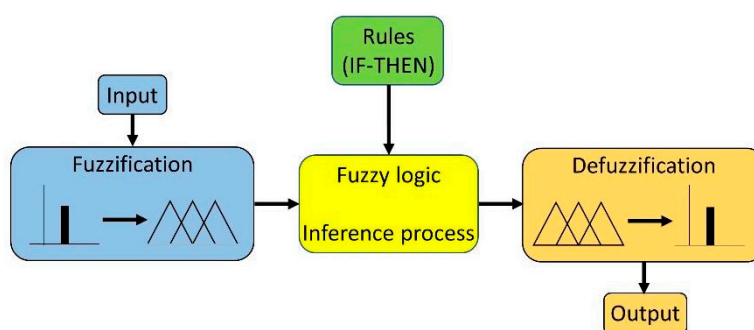 Rules
(IF-THEN)
Input
Fuzzification
Fuzzy logic
Inference process
Defuzzification
Output